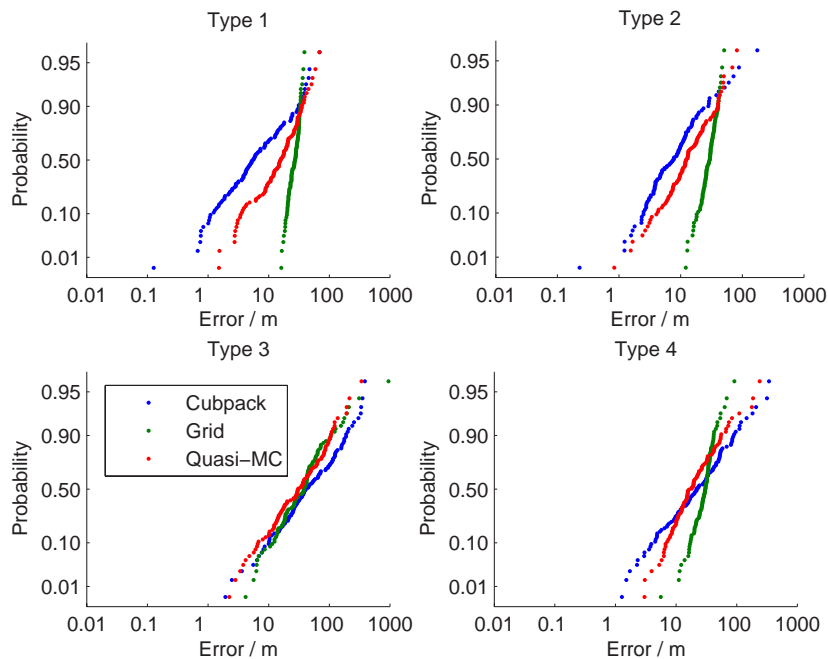 Type 1
Probability
0.95
0.90
0.50
0.10
0.01
0.01 0.1 1 10 100 1000
Error / m
Type 2
Probability
0.95
0.90
0.50
0.10
0.01
0.01 0.1 1 10 100 1000
Error / m
Type 3
Probability
0.95
0.90
0.50
0.10
0.01
Cubpack
Grid
Quasi−MC
0.01 0.1 1 10 100 1000
Error / m
Type 4
Probability
0.95
0.90
0.50
0.10
0.01
0.01 0.1 1 10 100 1000
Error / m